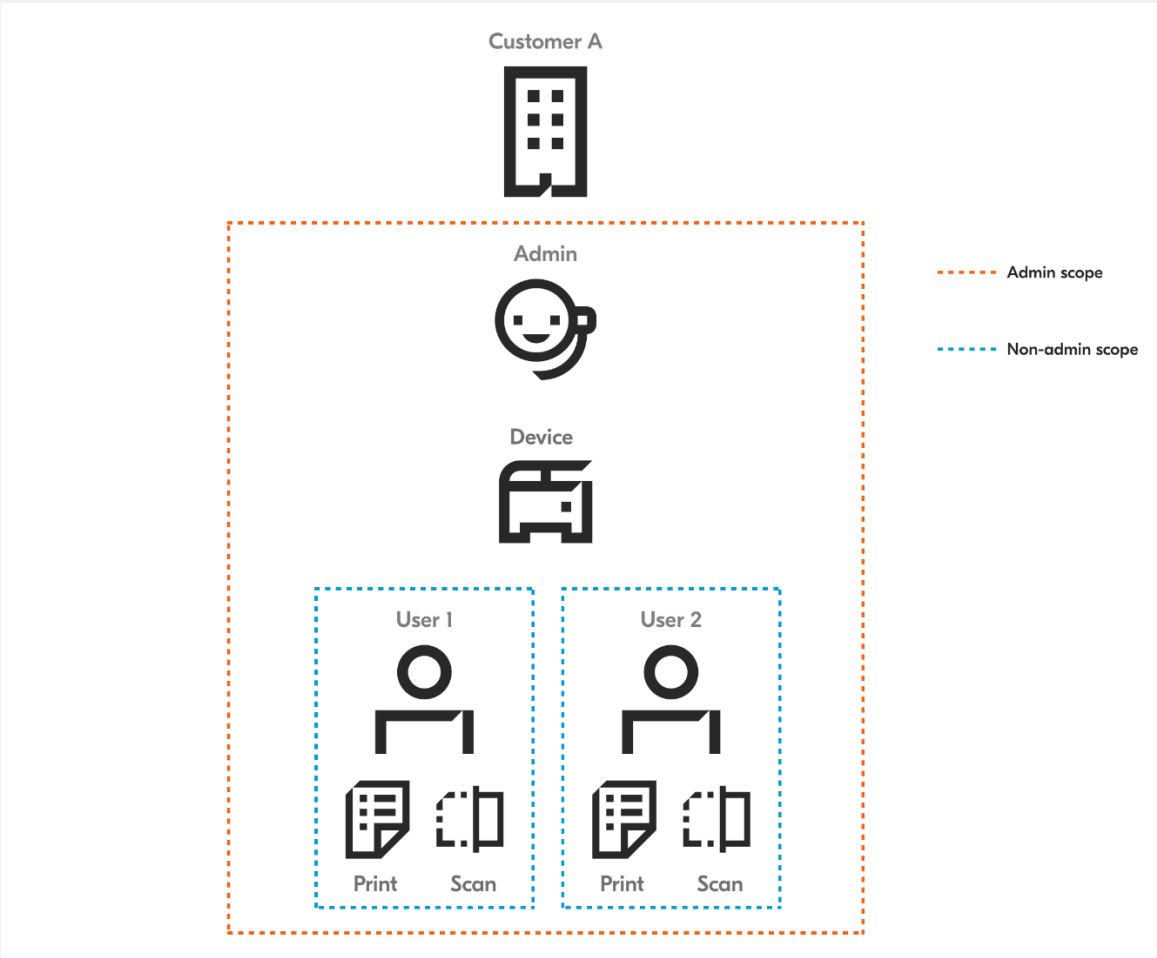 Customer A
Admin
Admin scope
Non-admin scope
Device
User 1
User 2
Print
Scan
Print
Scan